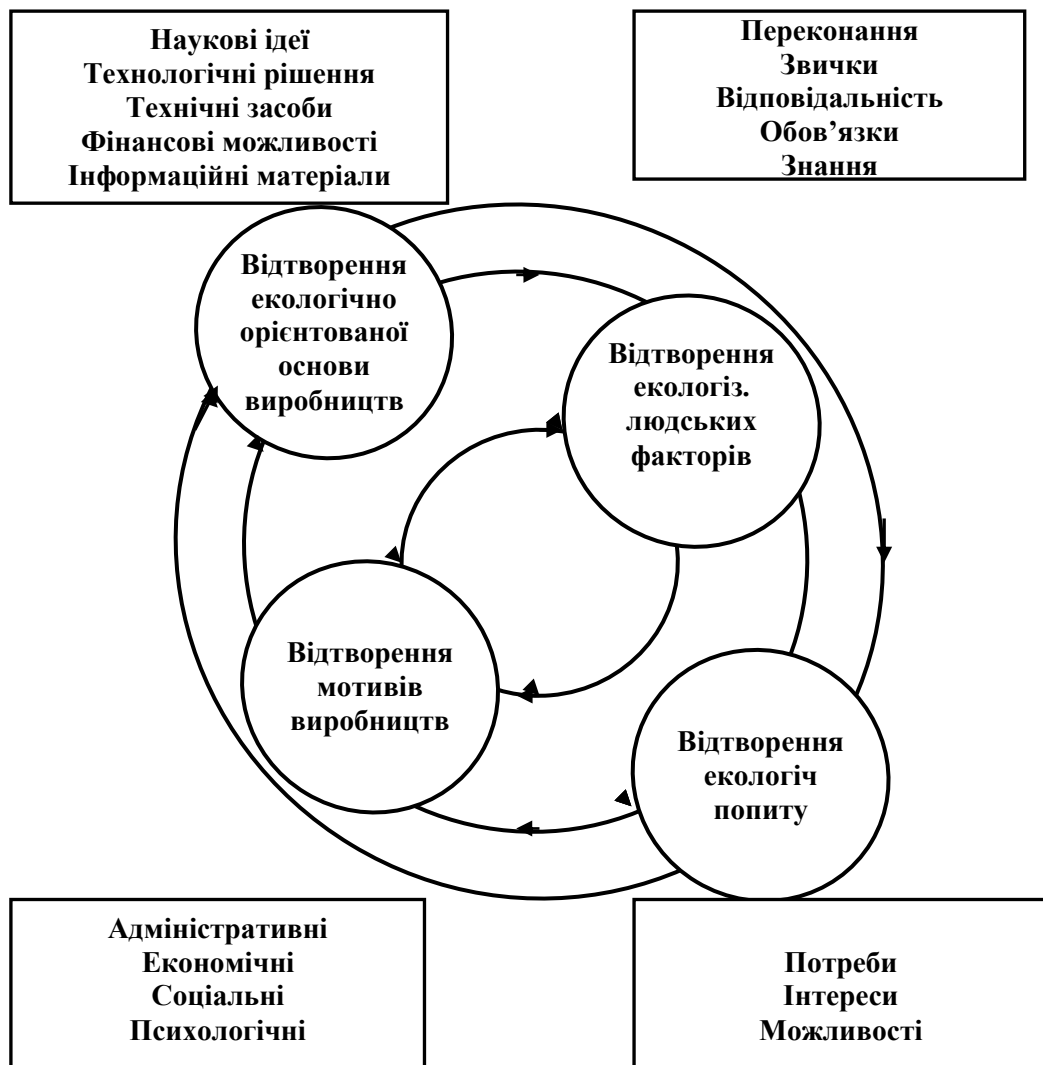 Наукові ідеї
Технологічні рішення
Технічні засоби
Фінансові можливості
Інформаційні матеріали
Переконання
Звички
Відповідальність
Обов’язки
Знання
Відтворення
екологічно
орієнтованої
основи
виробництв
Відтворення
екологіз.
людських
факторів
Відтворення
мотивів
виробництв
Відтворення
екологіч
попиту
Адміністративні
Економічні
Соціальні
Психологічні
Потреби
Інтереси
Можливості